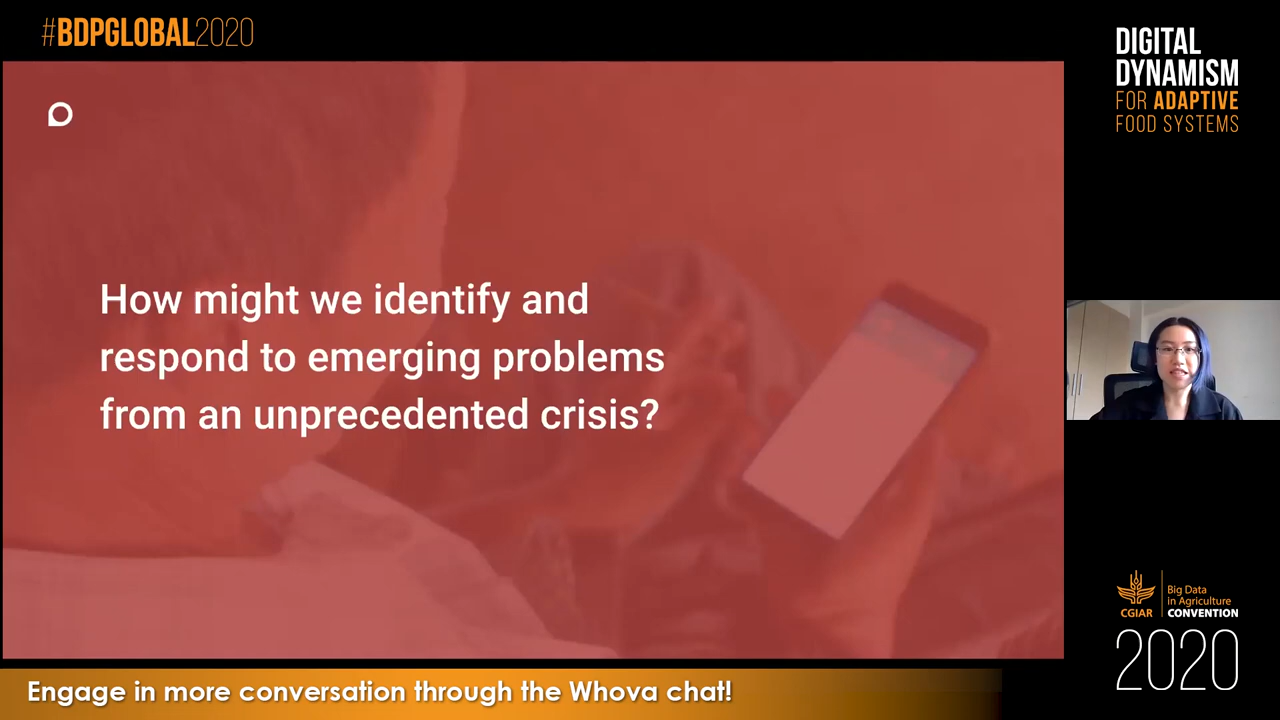 #BDPGLOBAL2020
DIGITAL
DYNAMISM
FOR ADAPTIVE
FOOD SYSTEMS
How might we identify and
respond to emerging problems
from an unprecedented crisis?
CGIAR
Big Data
in Agriculture
CONVENTION
2020
Engage in more conversation through the Whova chat!